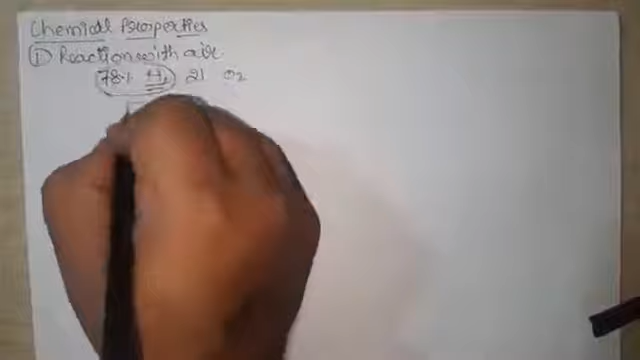 Chemical Properties
① Reaction with air
78% N₂ 21 O₂